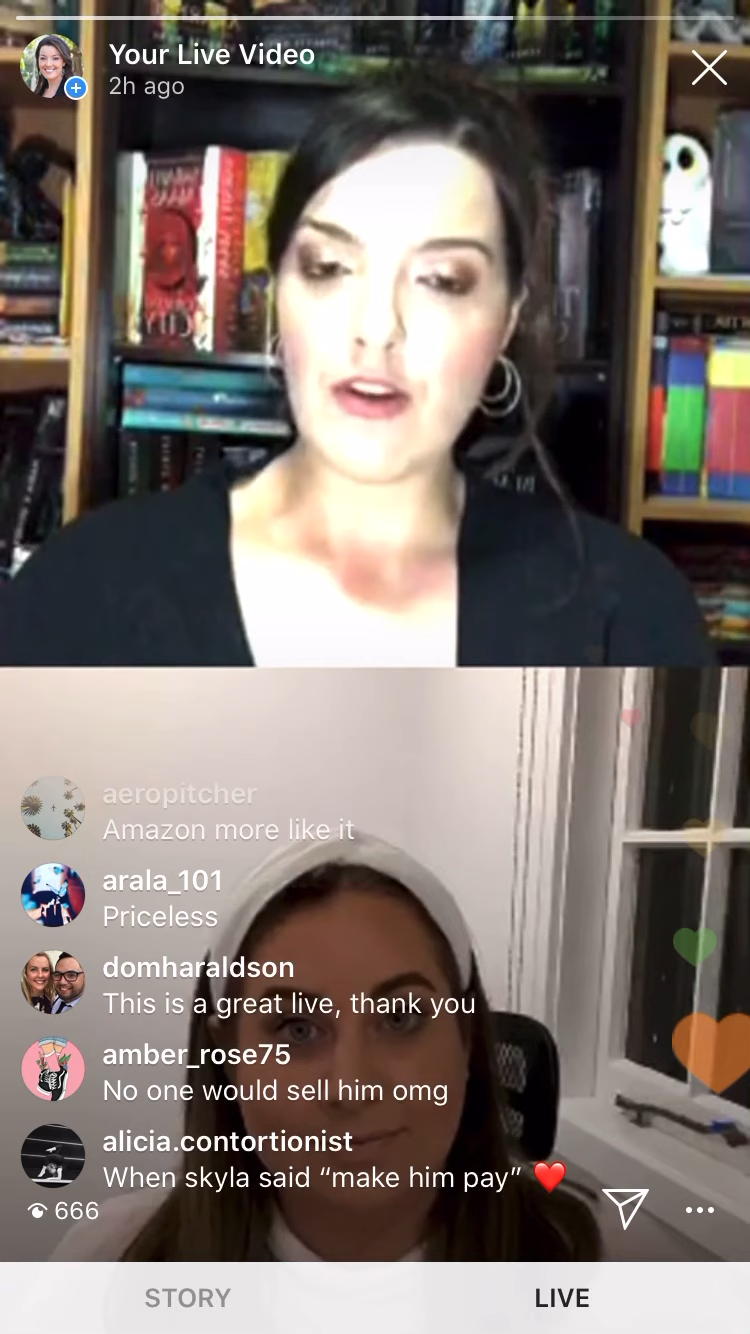 Your Live Video
2h ago
aeropitcher
Amazon more like it
arala_101
Priceless
domharaldson
This is a great live, thank you
amber_rose75
No one would sell him omg
alicia.contortionist
When skyla said “make him pay” ❤️
666
STORY
LIVE